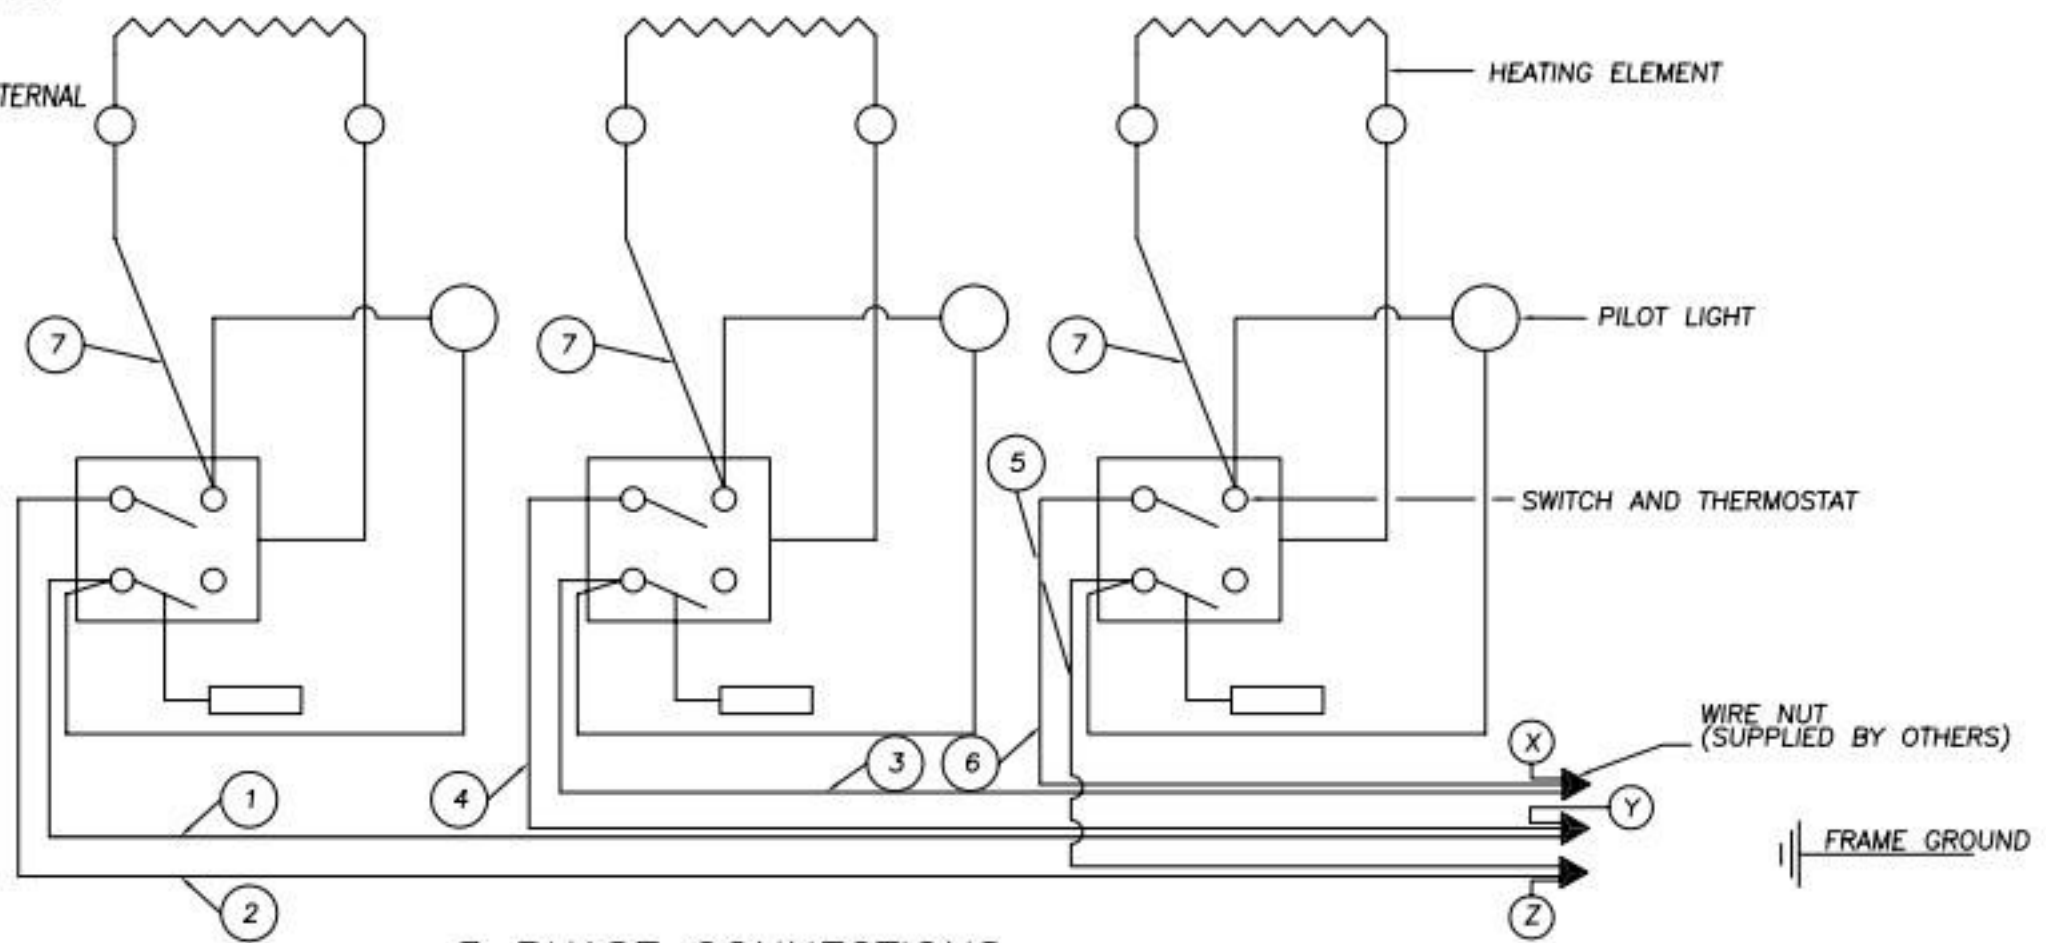 HEATING ELEMENT
7
7
7
PILOT LIGHT
5
SWITCH AND THERMOSTAT
WIRE NUT
(SUPPLIED BY OTHERS)
X
3
6
1
4
Y
FRAME GROUND
2
Z